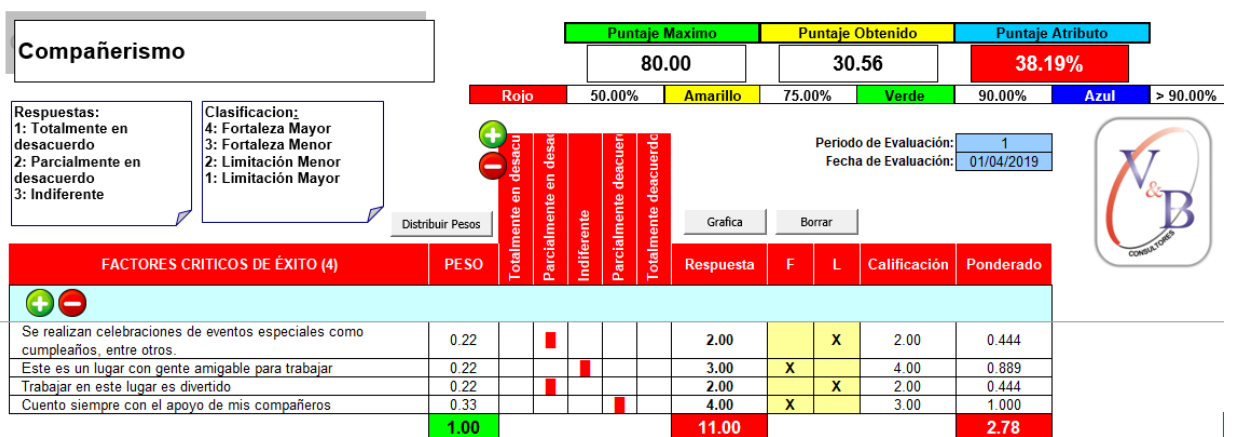 Compañerismo
Puntaje Maximo Puntaje Obtenido Puntaje Atributo
80.00 30.56 38.19%
Rojo 50.00% Amarillo 75.00% Verde 90.00% Azul > 90.00%
Respuestas:
1: Totalmente en
desacuerdo
2: Parcialmente en
desacuerdo
3: Indiferente
Clasificacion:
4: Fortaleza Mayor
3: Fortaleza Menor
2: Limitación Menor
1: Limitación Mayor
Periodo de Evaluación: 1
Fecha de Evaluación: 01/04/2019
V&B
CONSULTORES
Distribuir Pesos
Grafica
Borrar
FACTORES CRITICOS DE ÉXITO (4) PESO Totalmente en desacu Parcialmente en desac Indiferente Parcialmente deacuer Totalmente deacuerdo Respuesta F L Calificación Ponderado
Se realizan celebraciones de eventos especiales como
cumpleaños, entre otros. 0.22 2.00 X 2.00 0.444
Este es un lugar con gente amigable para trabajar 0.22 3.00 X 4.00 0.889
Trabajar en este lugar es divertido 0.22 2.00 X 2.00 0.444
Cuento siempre con el apoyo de mis compañeros 0.33 4.00 X 3.00 1.000
1.00 11.00 2.78